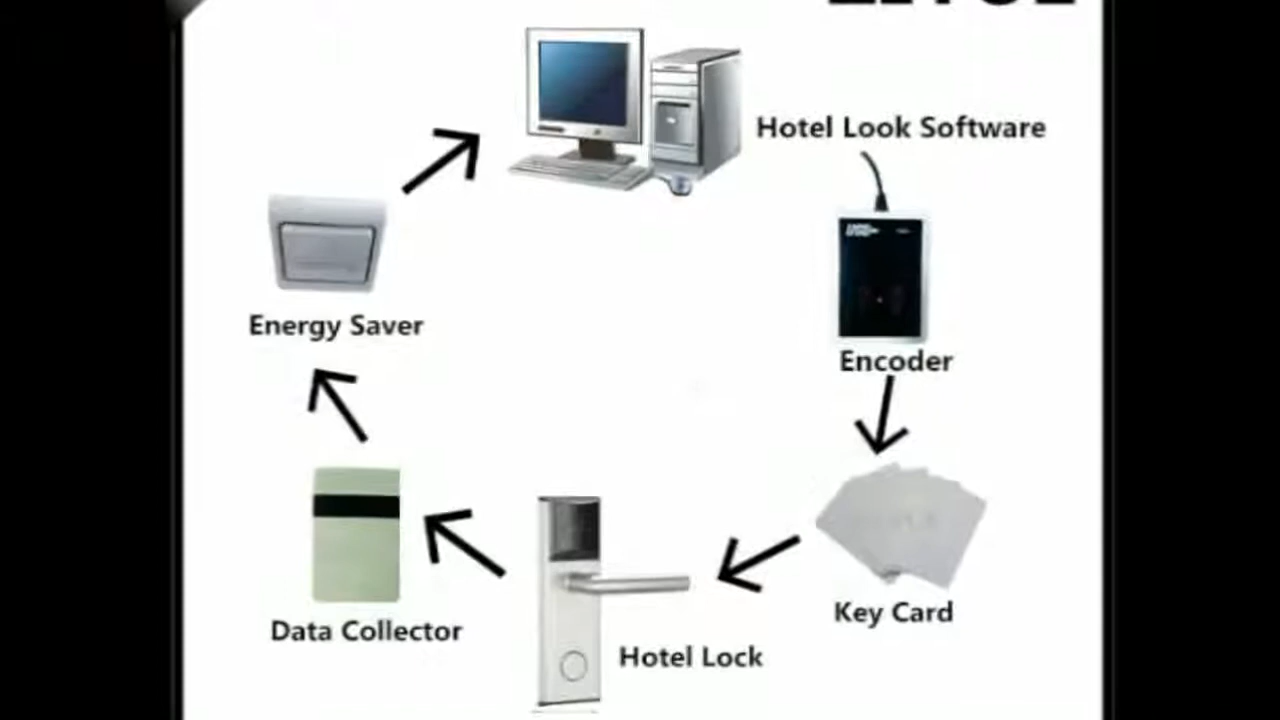 Hotel Look Software
Energy Saver
Encoder
Key Card
Data Collector
Hotel Lock